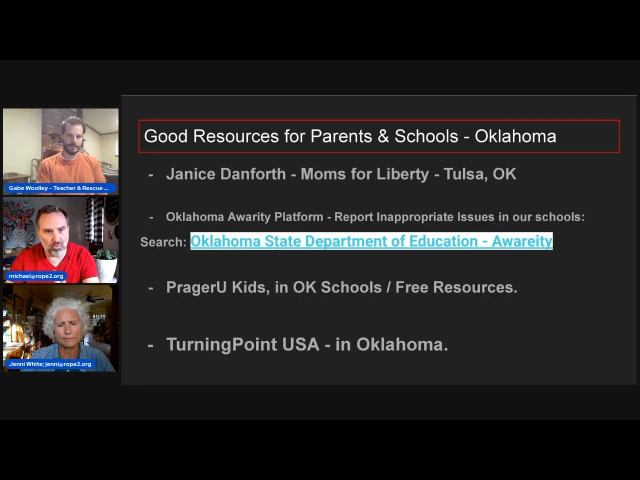 Good Resources for Parents & Schools - Oklahoma
- Janice Danforth - Moms for Liberty - Tulsa, OK
- Oklahoma Awarity Platform - Report Inappropriate Issues in our schools:
Search: Oklahoma State Department of Education - Awareity
- PragerU Kids, in OK Schools / Free Resources.
- TurningPoint USA - in Oklahoma.
Gabe Woolley - Teacher & Rescue ...
michael@rope2.org
Jenni White; jenni@rope2.org